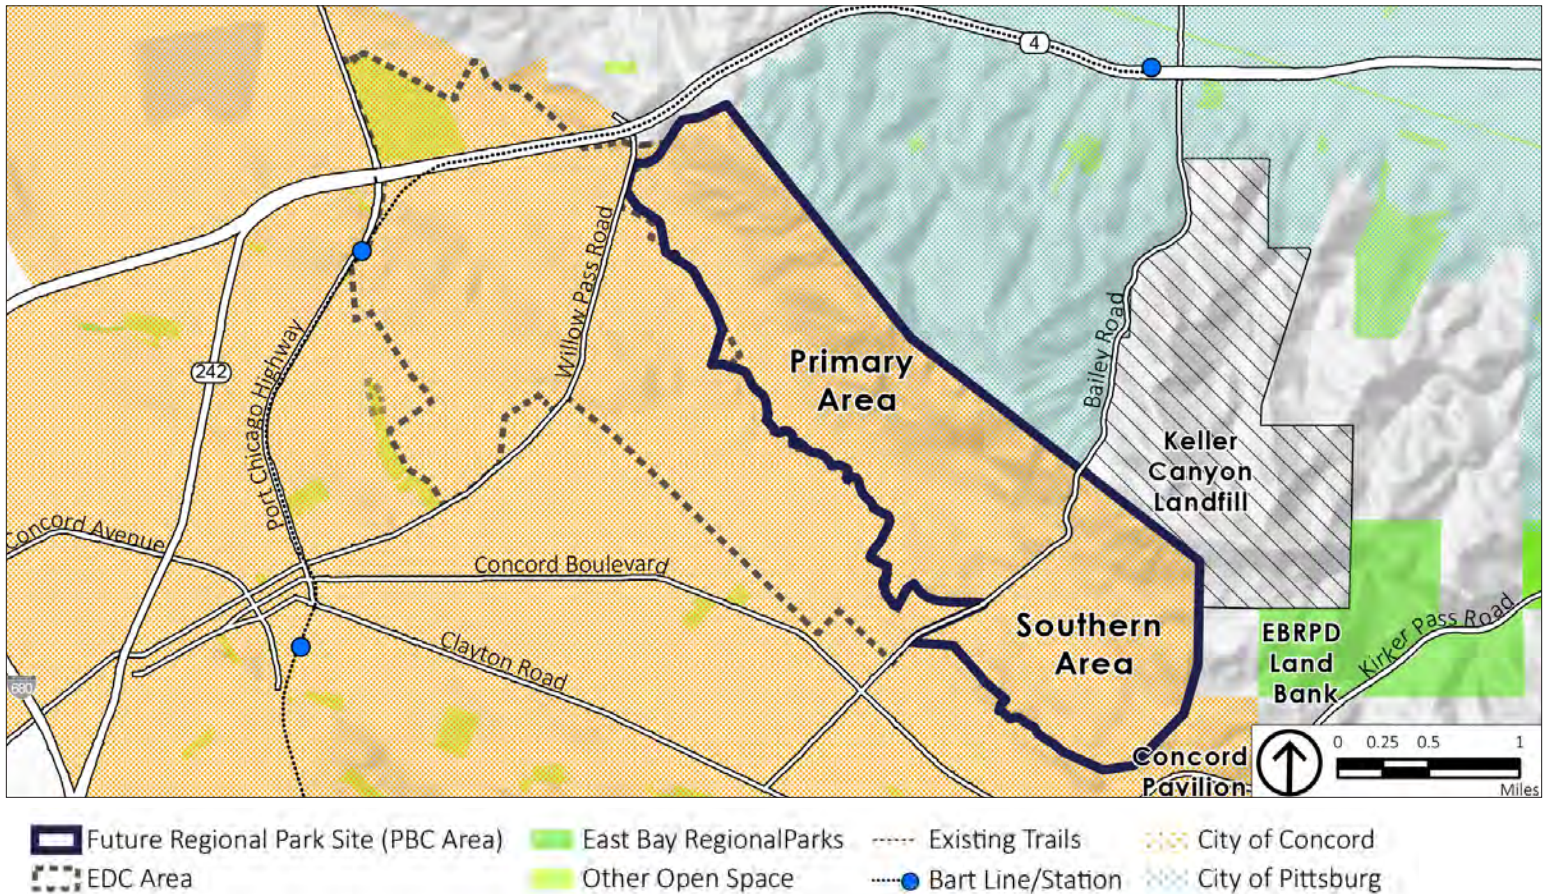 4
Willow Pass Road
242
Port Chicago Highway
Primary
Area
Bailey Road
Keller
Canyon
Landfill
Concord Avenue
Concord Boulevard
Clayton Road
680
Southern
Area
EBRPD
Land
Bank
Kirker Pass Road
Concord
Pavilion
0 0.25 0.5 1
Miles
Future Regional Park Site (PBC Area)
East Bay RegionalParks
Existing Trails
City of Concord
EDC Area
Other Open Space
Bart Line/Station
City of Pittsburg